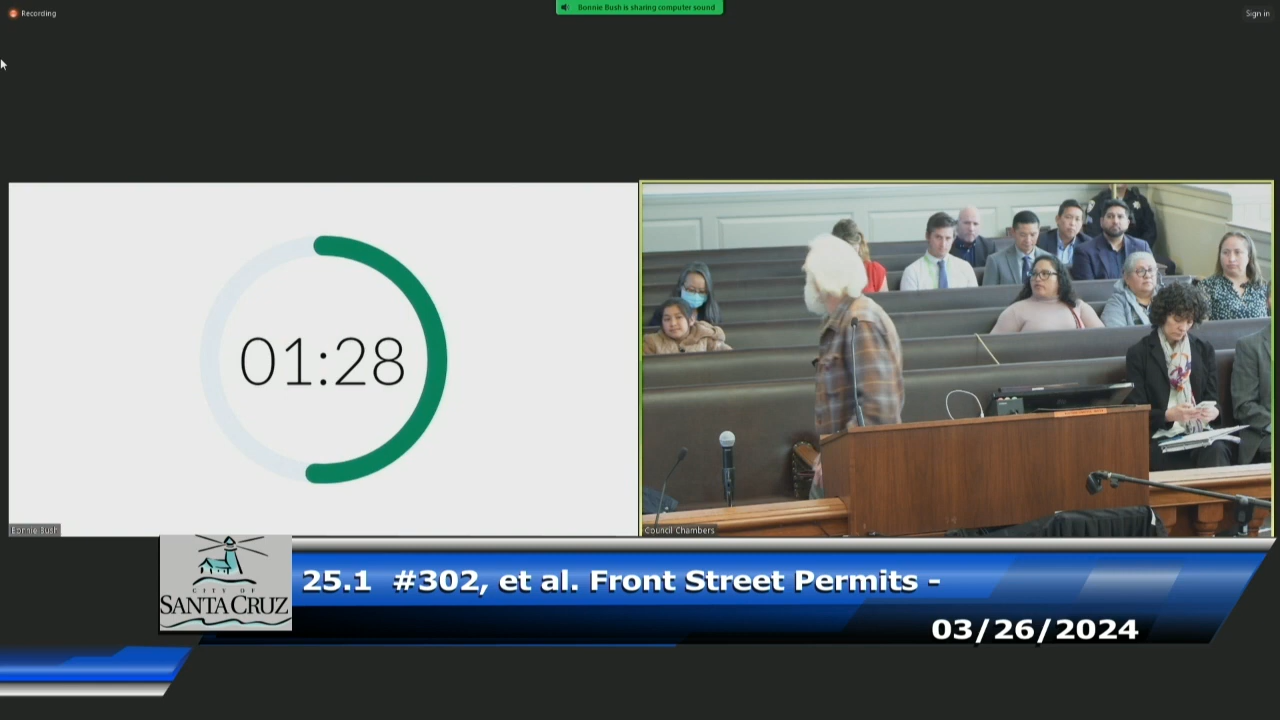 Recording
Bonnie Bush is sharing computer sound
Sign in
01:28
Bonnie Bush
Council Chambers
CITY OF
SANTA CRUZ
25.1 #302, et al. Front Street Permits -
03/26/2024